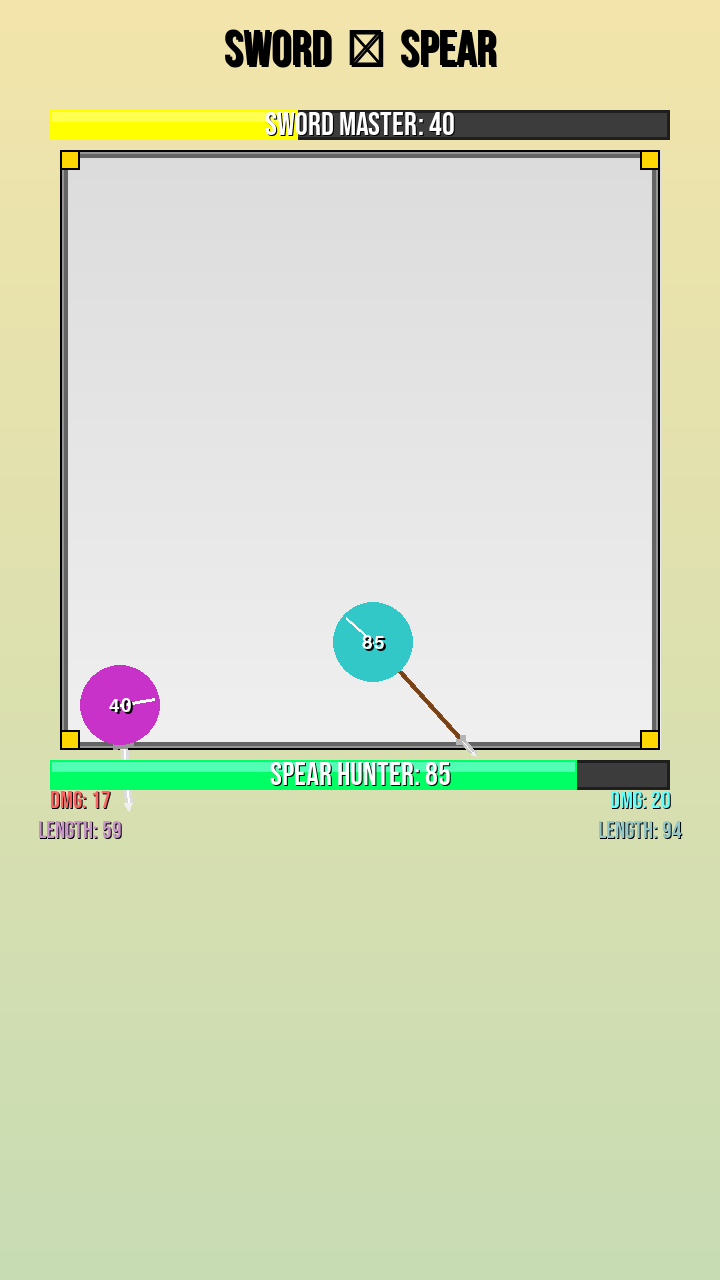 SWORD ☒ SPEAR
SWORD MASTER: 40
85
40
SPEAR HUNTER: 85
DMG: 17
DMG: 20
LENGTH: 59
LENGTH: 94